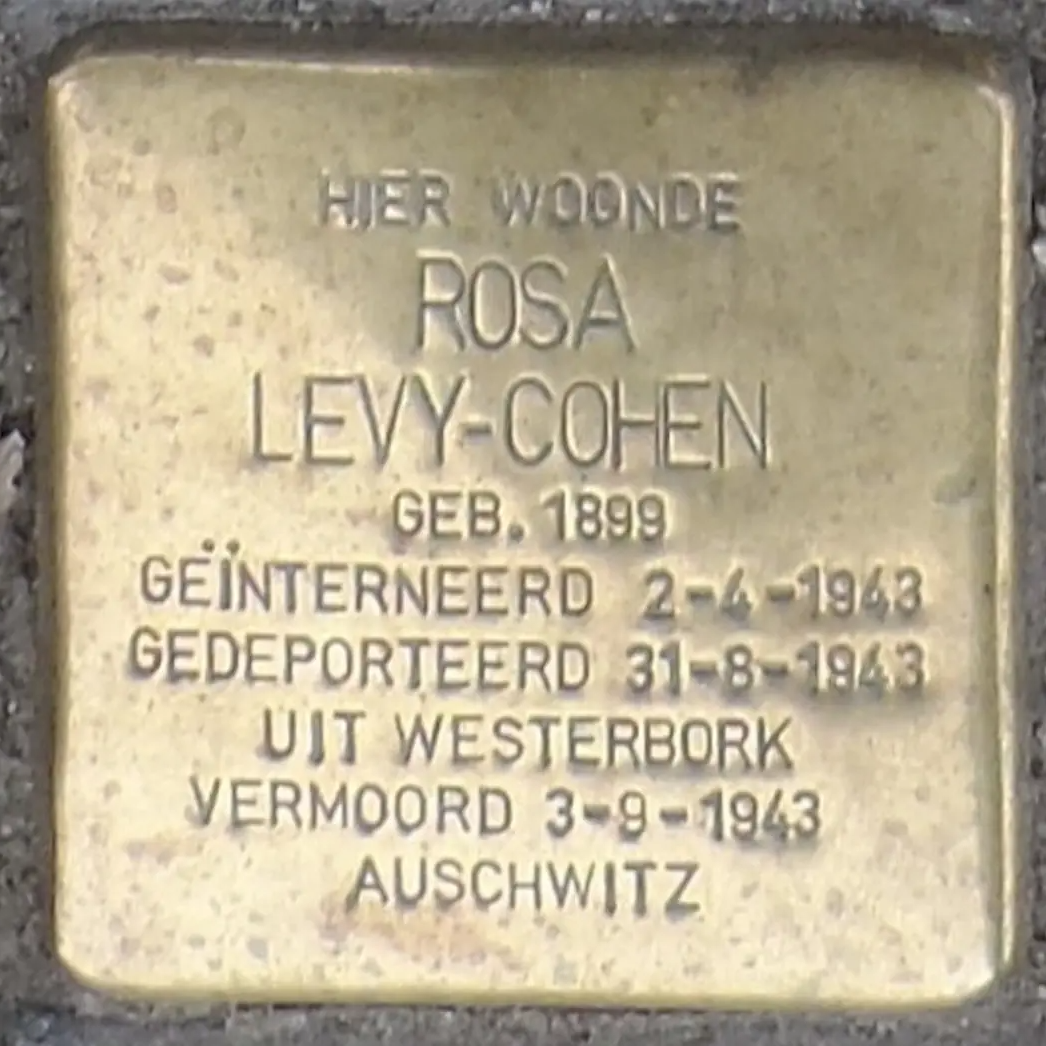 HIER WOONDE
ROSA
LEVY-COHEN
GEB. 1899
GEÏNTERNEERD 2-4-1943
GEDEPORTEERD 31-8-1943
UIT WESTERBORK
VERMOORD 3-9-1943
AUSCHWITZ